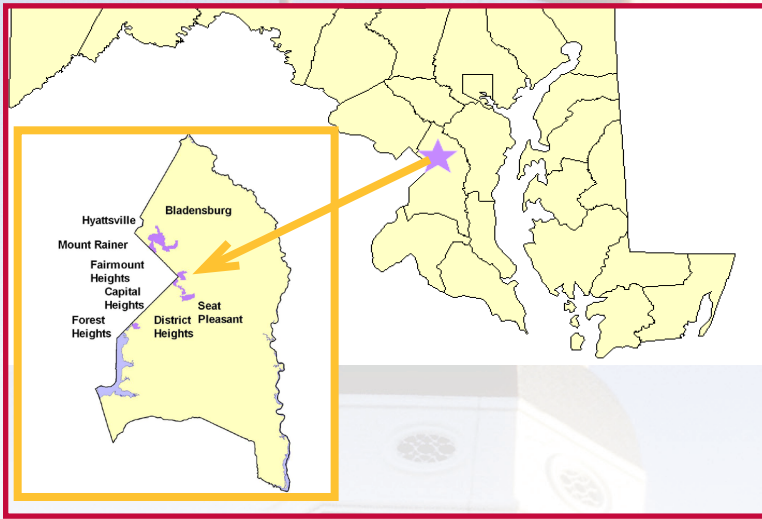 Bladensburg
Hyattsville
Mount Rainer
Fairmount
Heights
Capital
Heights
Seat
Pleasant
Forest
Heights
District
Heights